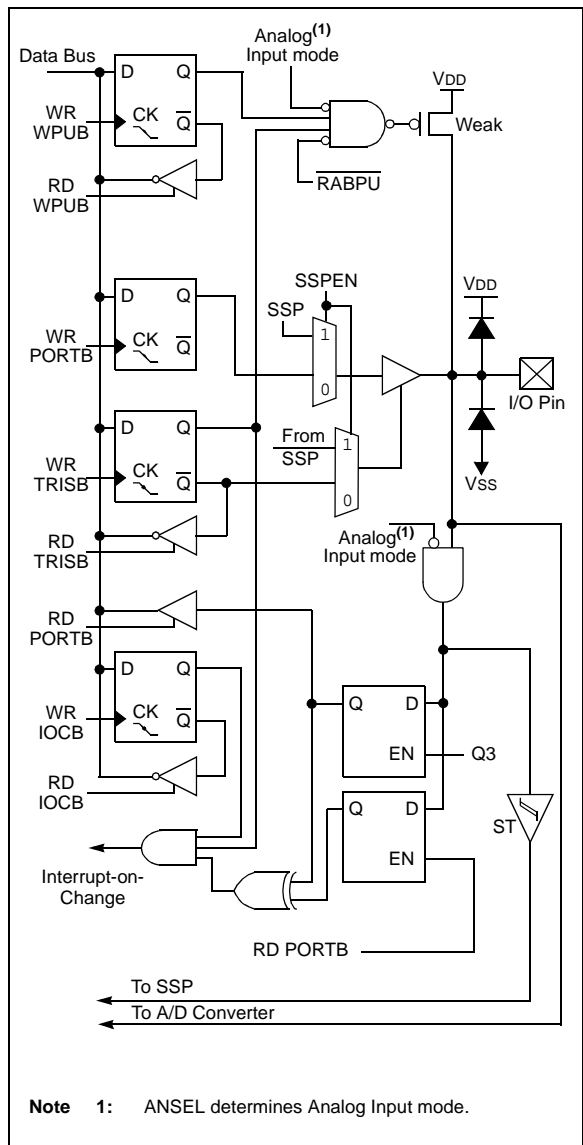 Analog(1)
Input mode
Data Bus
D Q
VDD
WR
WPUB
CK Q
Weak
RD
WPUB
RABPU
SSPEN
D Q
SSP
VDD
WR
PORTB
CK Q
1
0
I/O Pin
D Q
From
SSP
1
0
VSS
WR
TRISB
CK Q
Analog(1)
Input mode
RD
TRISB
RD
PORTB
D Q
Q D
WR
IOCB
CK Q
EN
Q3
RD
IOCB
Q D
ST
EN
Interrupt-on-
Change
RD PORTB
To SSP
To A/D Converter
Note 1: ANSEL determines Analog Input mode.